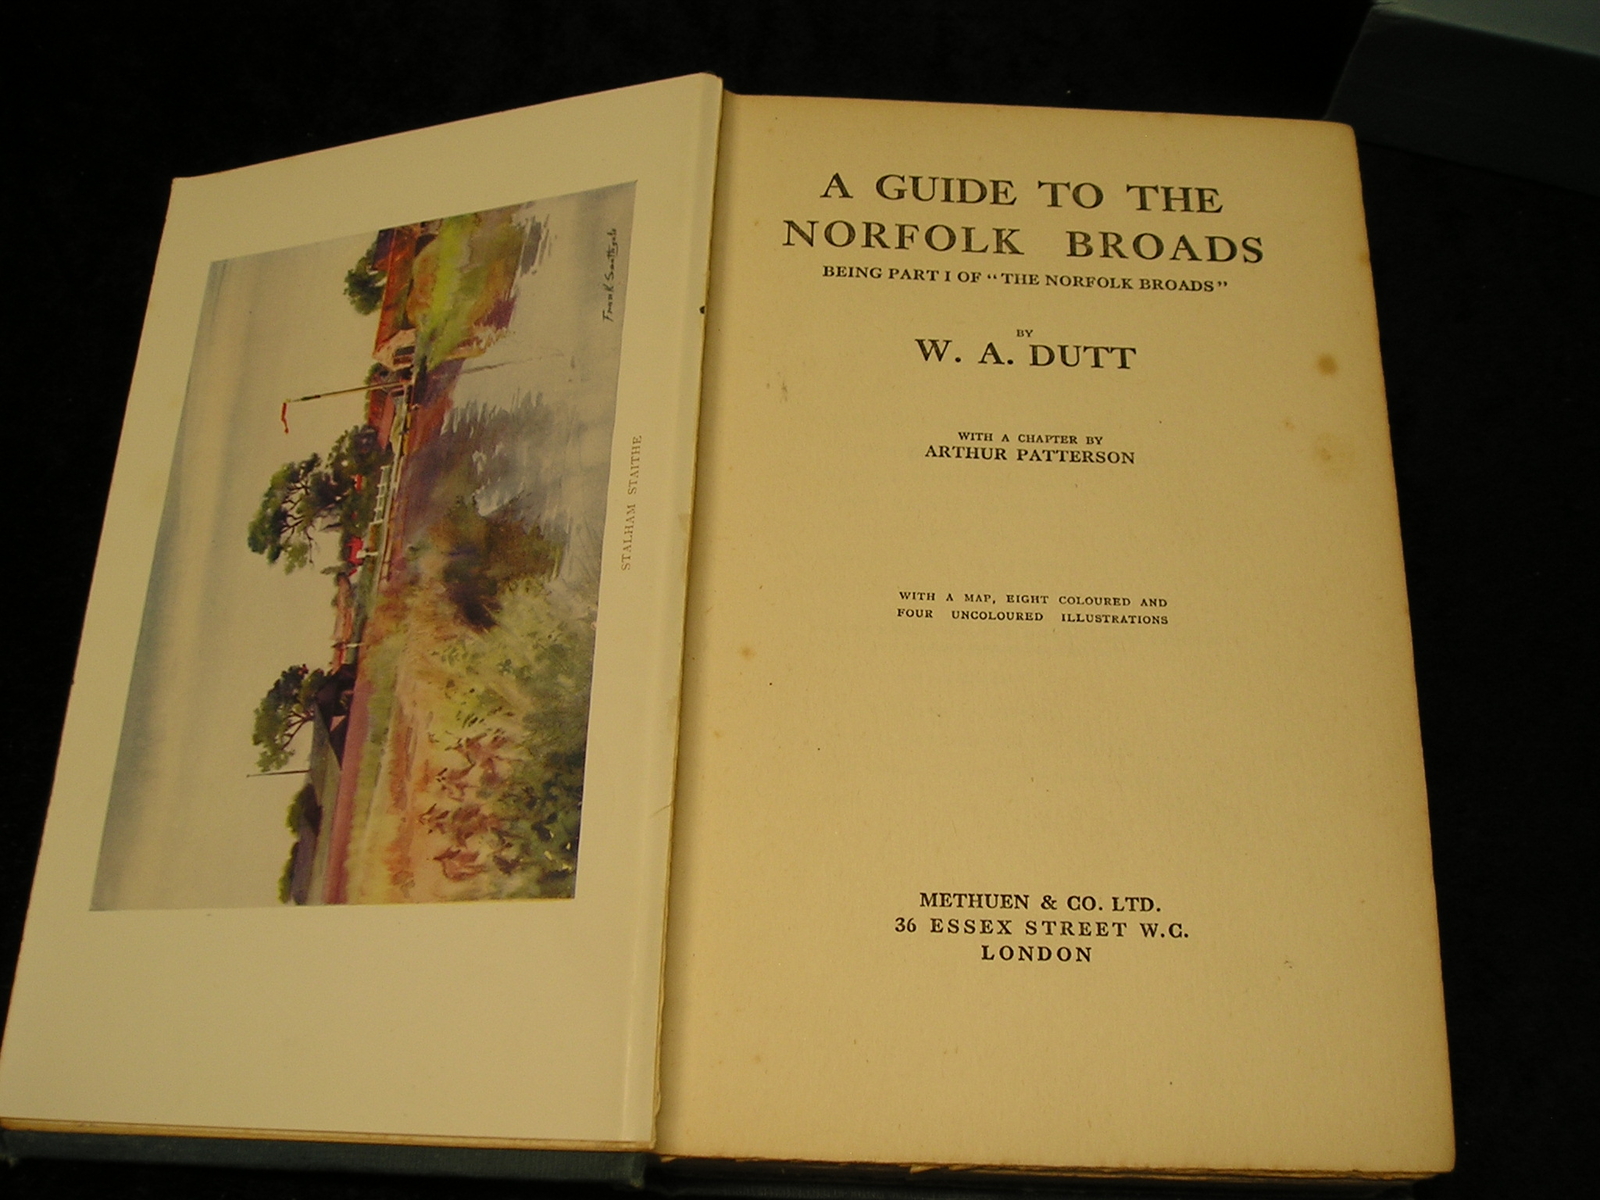 Frank Southgate
STALHAM STAITHE
A GUIDE TO THE
NORFOLK BROADS
BEING PART I OF "THE NORFOLK BROADS"
BY
W. A. DUTT
WITH A CHAPTER BY
ARTHUR PATTERSON
WITH A MAP, EIGHT COLOURED AND
FOUR UNCOLOURED ILLUSTRATIONS
METHUEN & CO. LTD.
36 ESSEX STREET W.C.
LONDON